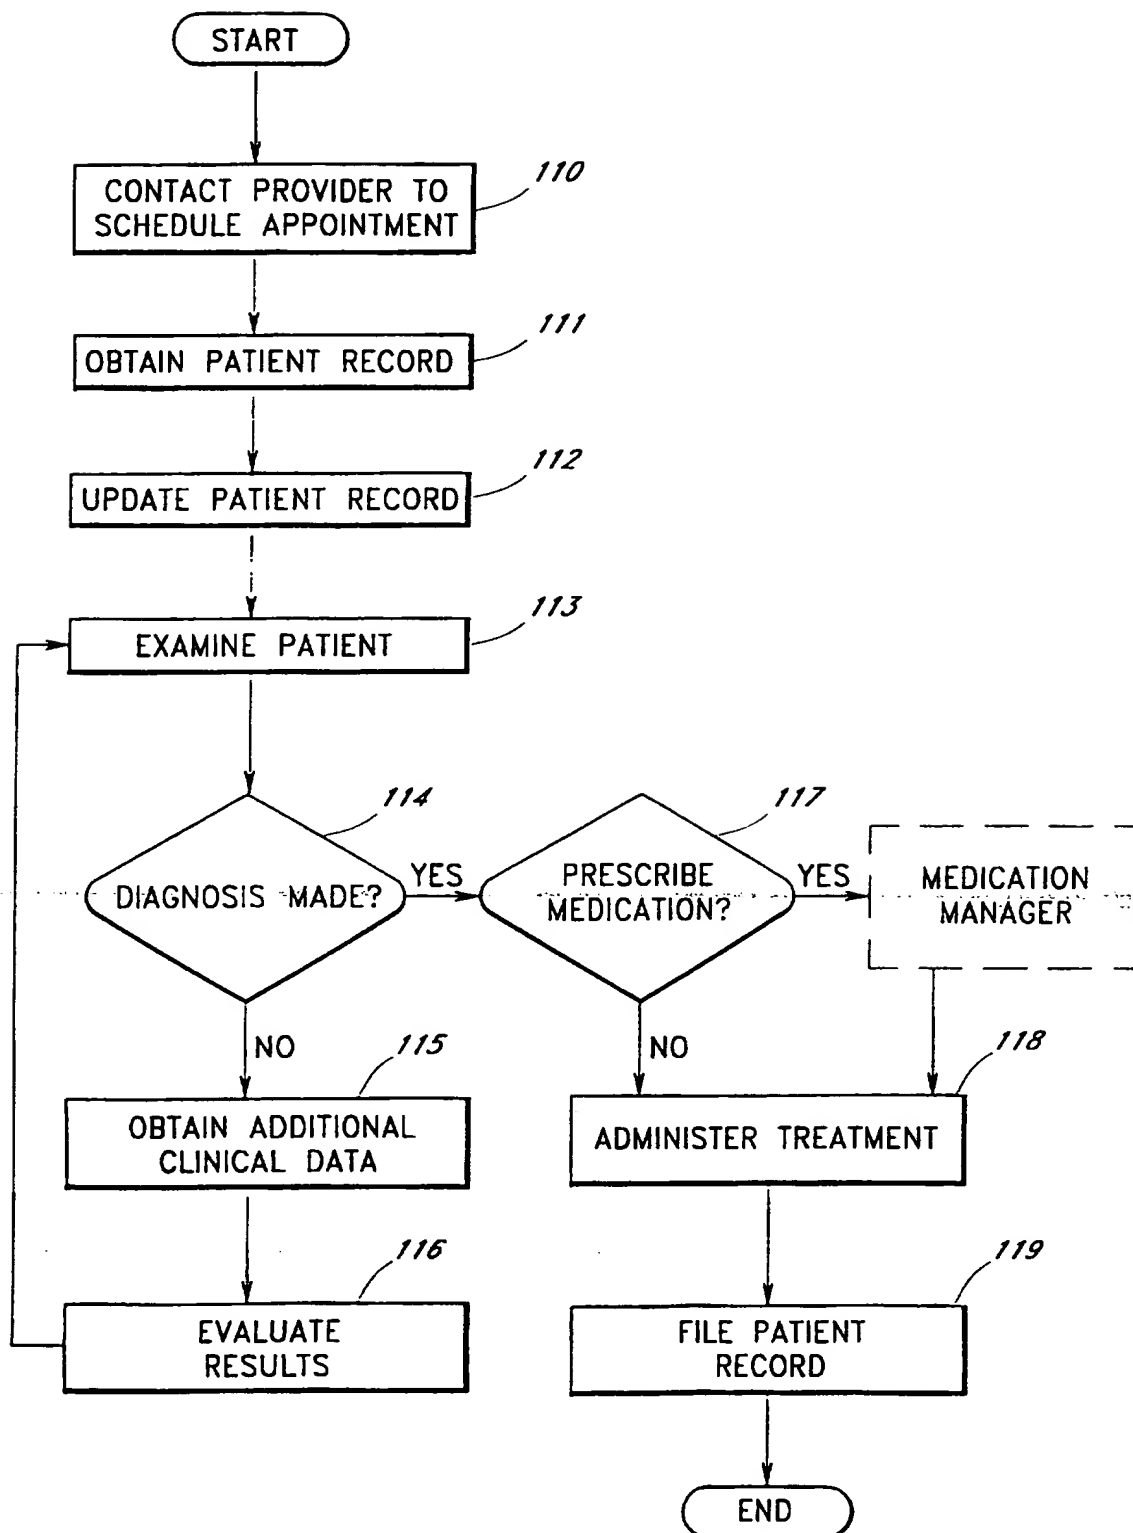 START
CONTACT PROVIDER TO
SCHEDULE APPOINTMENT
110
OBTAIN PATIENT RECORD
111
UPDATE PATIENT RECORD
112
EXAMINE PATIENT
113
DIAGNOSIS MADE?
114
YES
PRESCRIBE
MEDICATION?
117
YES
MEDICATION
MANAGER
NO
OBTAIN ADDITIONAL
CLINICAL DATA
115
NO
ADMINISTER TREATMENT
118
EVALUATE
RESULTS
116
FILE PATIENT
RECORD
119
END